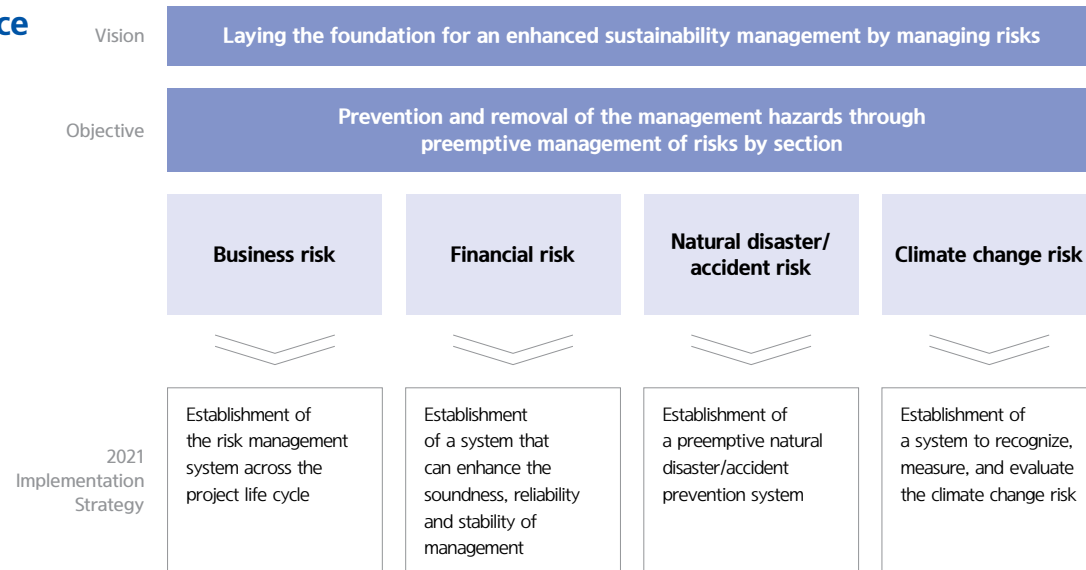 ce
Vision
Laying the foundation for an enhanced sustainability management by managing risks
Objective
Prevention and removal of the management hazards through
preemptive management of risks by section
Business risk
Financial risk
Natural disaster/
accident risk
Climate change risk
2021
Implementation
Strategy
Establishment of
the risk management
system across the
project life cycle
Establishment
of a system that
can enhance the
soundness, reliability
and stability of
management
Establishment of
a preemptive natural
disaster/accident
prevention system
Establishment of
a system to recognize,
measure, and evaluate
the climate change risk